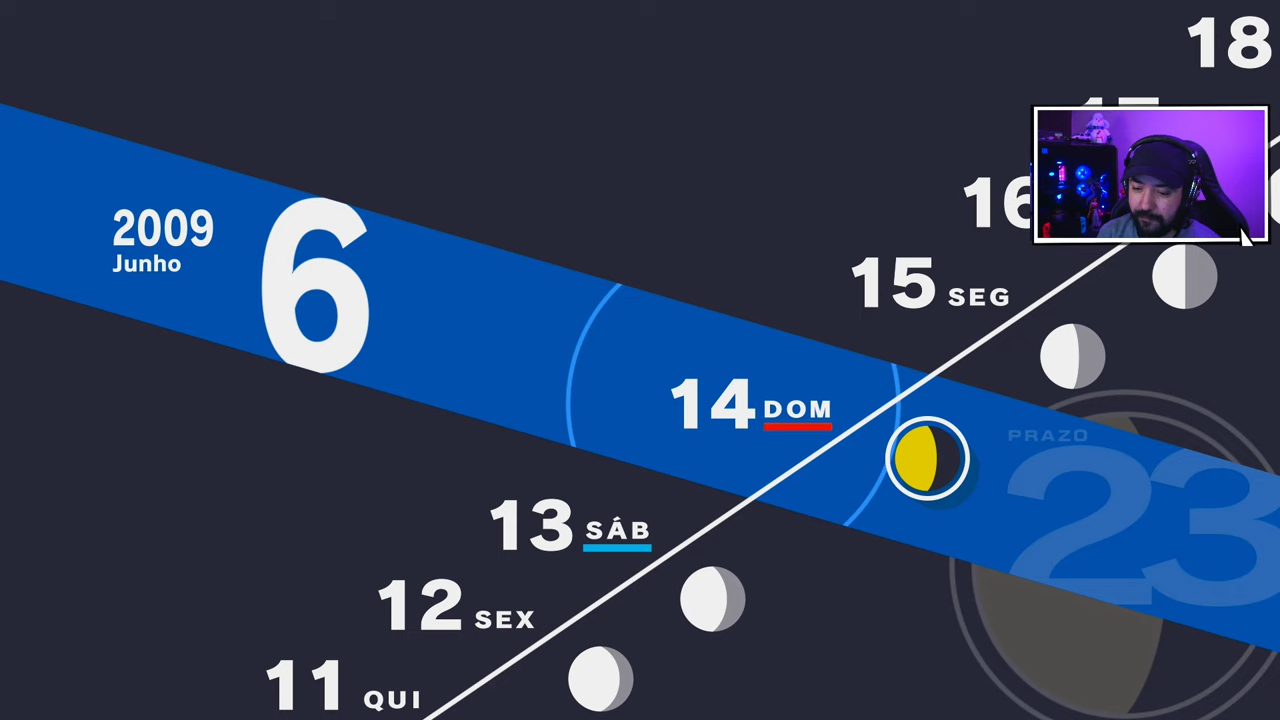 18
16
15 SEG
2009
Junho
6
14 DOM
PRAZO
23
13 SÁB
12 SEX
11 QUI